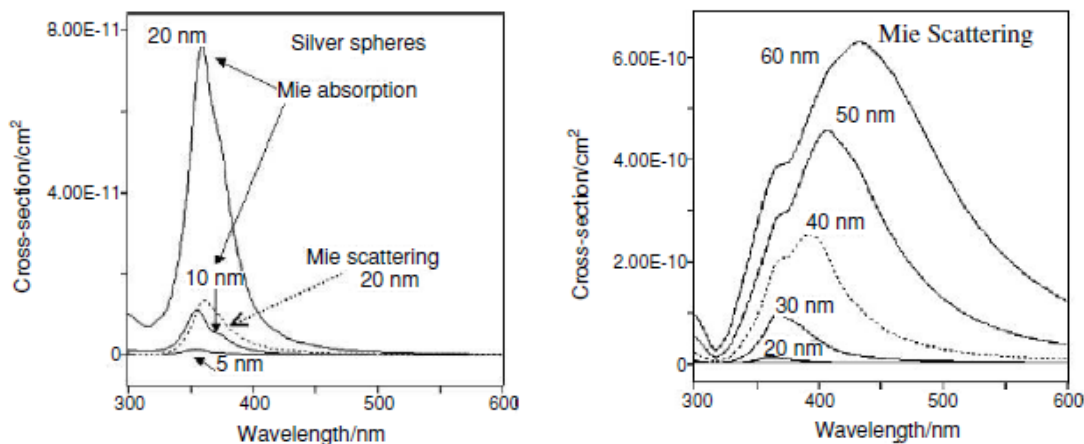 8.00E-11
4.00E-11
0
Cross-section/cm²
20 nm
Silver spheres
Mie absorption
Mie scattering
20 nm
10 nm
5 nm
300
400
500
600
Wavelength/nm
6.00E-10
4.00E-10
2.00E-10
0
Cross-section/cm²
Mie Scattering
60 nm
50 nm
40 nm
30 nm
20 nm
300
400
500
600
Wavelength/nm